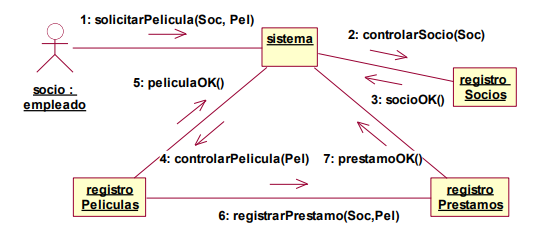 1: solicitarPelicula(Soc, Pel)
sistema
2: controlarSocio(Soc)
socio :
empleado
5: peliculaOK()
registro
Socios
3: socioOK()
4: controlarPelicula(Pel)
7: prestamoOK()
registro
Peliculas
registro
Prestamos
6: registrarPrestamo(Soc,Pel)